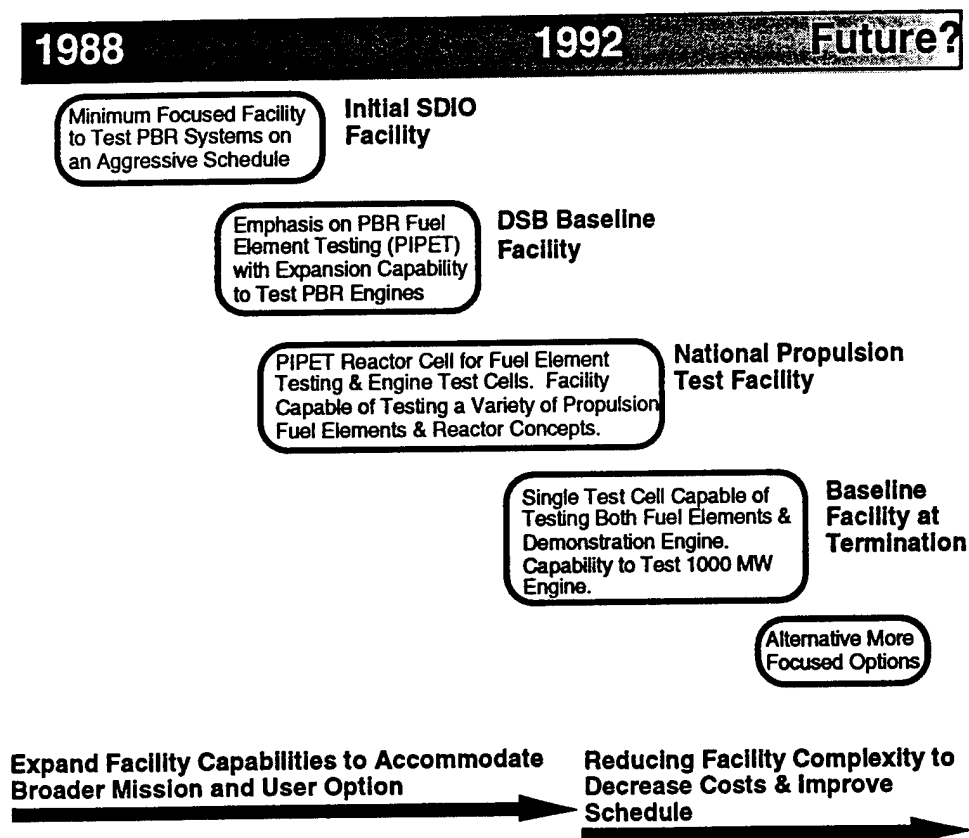 1988 1992 Future?
Minimum Focused Facility
to Test PBR Systems on
an Aggressive Schedule
Initial SDIO
Facility
Emphasis on PBR Fuel
Element Testing (PIPET)
with Expansion Capability
to Test PBR Engines
DSB Baseline
Facility
PIPET Reactor Cell for Fuel Element
Testing & Engine Test Cells. Facility
Capable of Testing a Variety of Propulsion
Fuel Elements & Reactor Concepts.
National Propulsion
Test Facility
Single Test Cell Capable of
Testing Both Fuel Elements &
Demonstration Engine.
Capability to Test 1000 MW
Engine.
Baseline
Facility at
Termination
Alternative More
Focused Options
Expand Facility Capabilities to Accommodate
Broader Mission and User Option
Reducing Facility Complexity to
Decrease Costs & Improve
Schedule